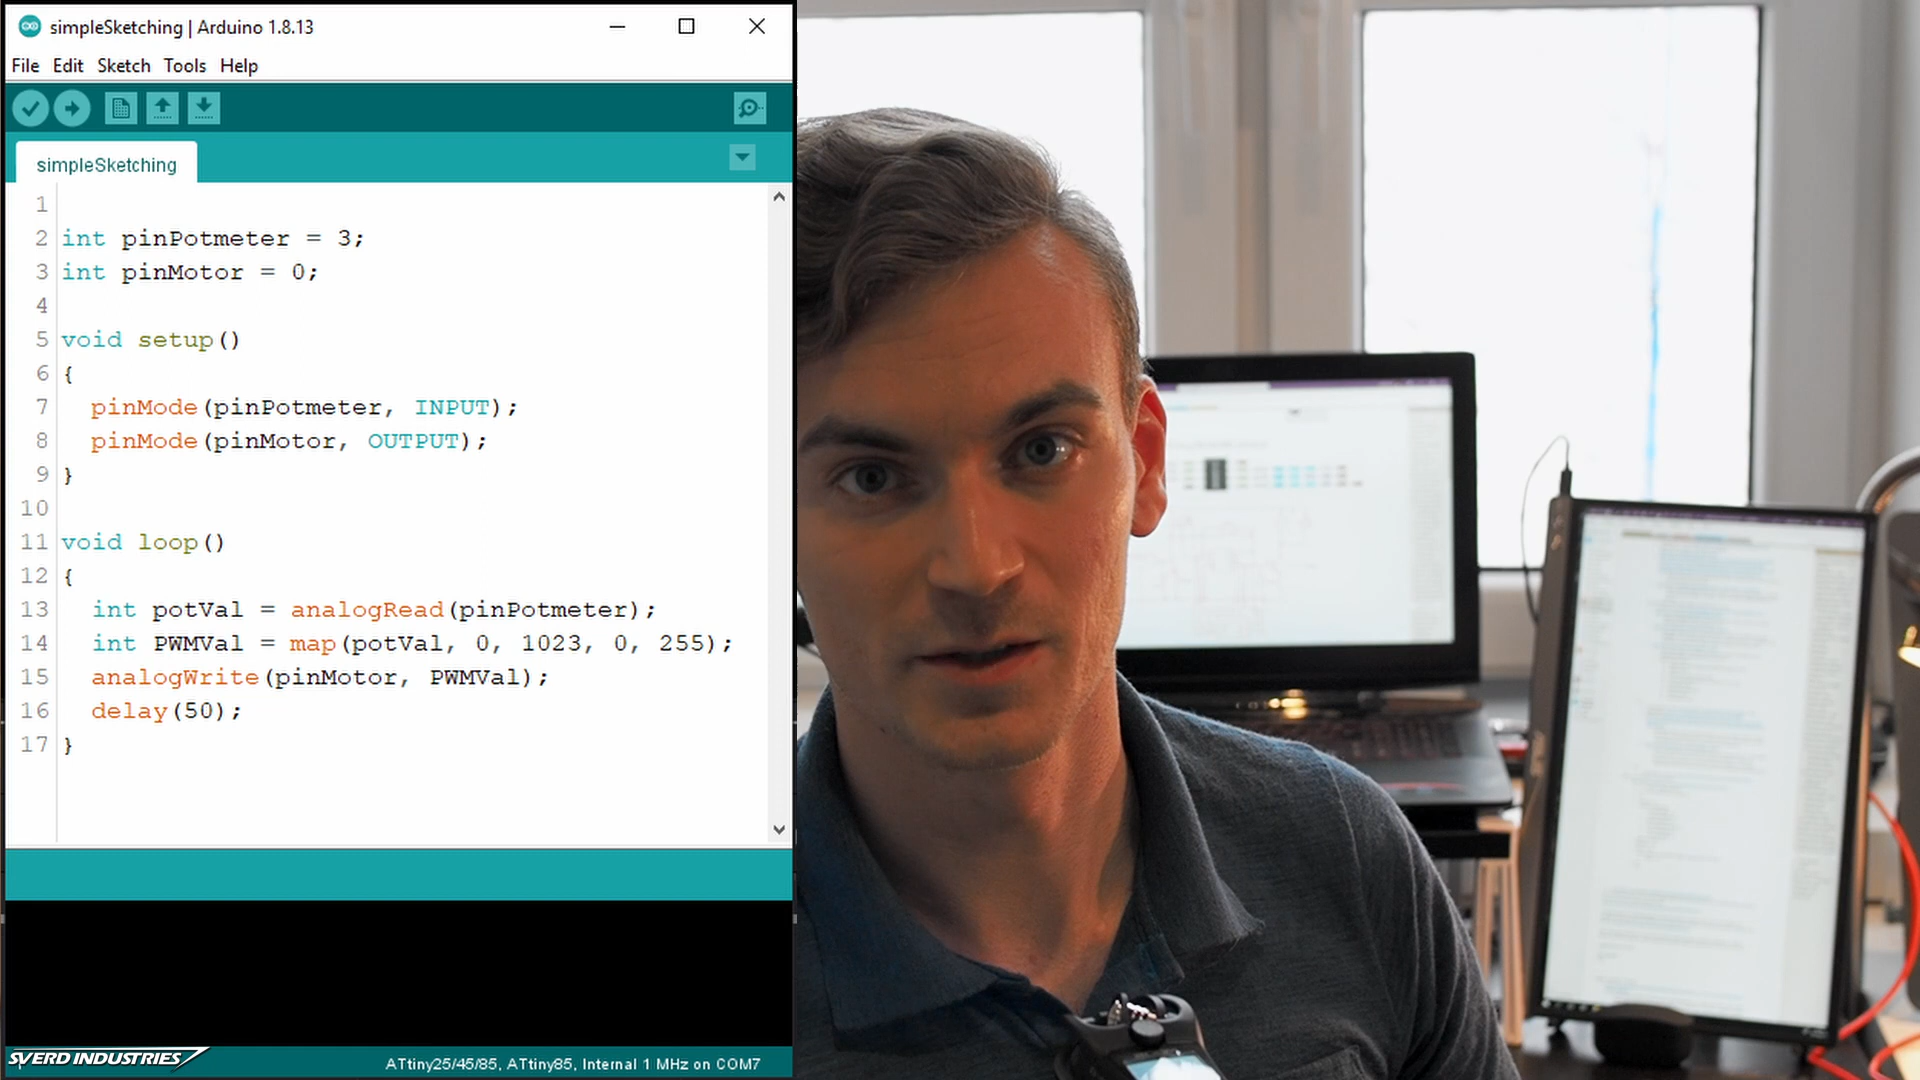 simpleSketching | Arduino 1.8.13
File Edit Sketch Tools Help
simpleSketching
1
2 int pinPotmeter = 3;
3 int pinMotor = 0;
4
5 void setup()
6 {
7 pinMode(pinPotmeter, INPUT);
8 pinMode(pinMotor, OUTPUT);
9 }
10
11 void loop()
12 {
13 int potVal = analogRead(pinPotmeter);
14 int PWMVal = map(potVal, 0, 1023, 0, 255);
15 analogWrite(pinMotor, PWMVal);
16 delay(50);
17 }
SVERD INDUSTRIES
ATtiny25/45/85, ATtiny85, Internal 1 MHz on COM7